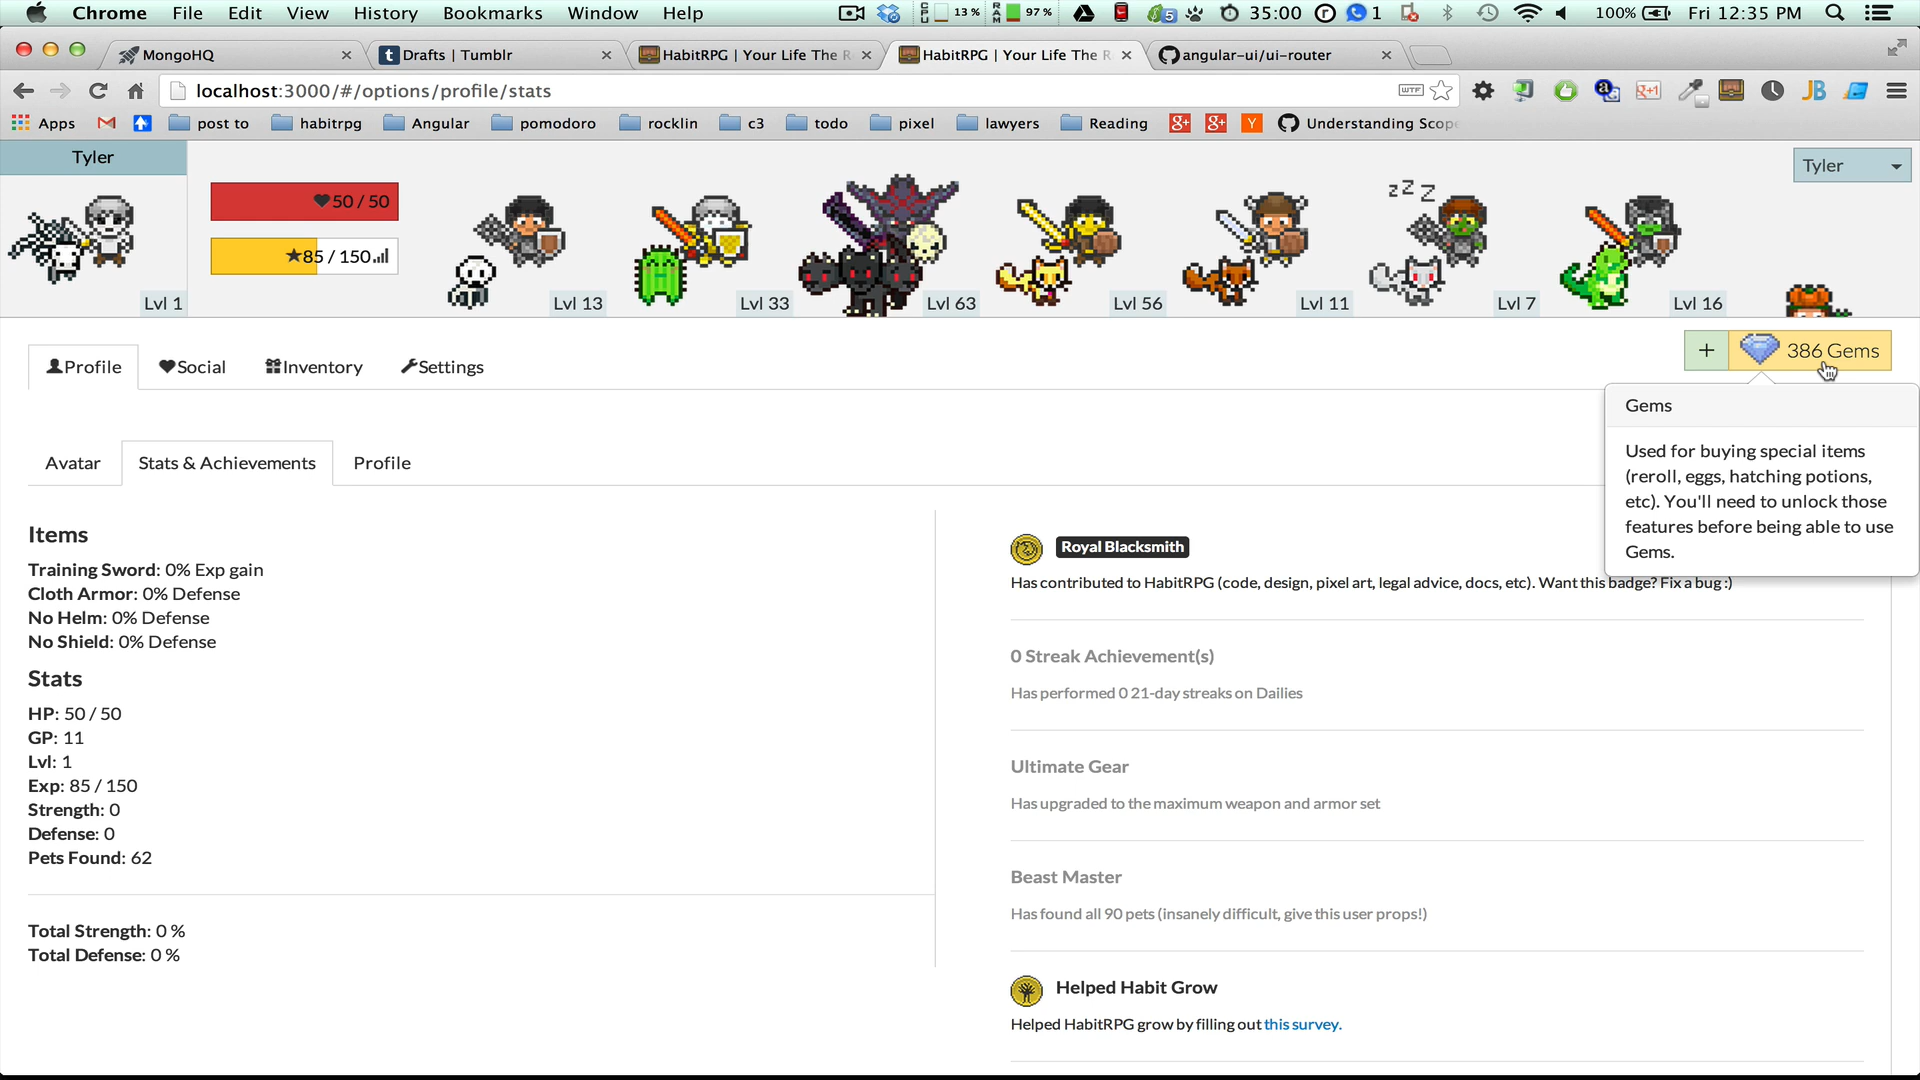 Chrome File Edit View History Bookmarks Window Help CPU 13% RAM 97% 5 35:00 1 100% Fri 12:35 PM
MongoHQ Drafts | Tumblr HabitRPG | Your Life The R HabitRPG | Your Life The R angular-ui/ui-router
localhost:3000/#/options/profile/stats WTF g+1 JB
Apps post to habitrpg Angular pomodoro rocklin c3 todo pixel lawyers Reading g+ g+ Y Understanding Scope
Tyler
Tyler
50 / 50
85 / 150
zZZ
Lvl 1 Lvl 13 Lvl 33 Lvl 63 Lvl 56 Lvl 11 Lvl 7 Lvl 16
Profile Social Inventory Settings
+ 386 Gems
Gems
Used for buying special items
(reroll, eggs, hatching potions,
etc). You'll need to unlock those
features before being able to use
Gems.
Avatar Stats & Achievements Profile
Items
Training Sword: 0% Exp gain
Cloth Armor: 0% Defense
No Helm: 0% Defense
No Shield: 0% Defense
Stats
HP: 50 / 50
GP: 11
Lvl: 1
Exp: 85 / 150
Strength: 0
Defense: 0
Pets Found: 62
Total Strength: 0 %
Total Defense: 0 %
Royal Blacksmith
Has contributed to HabitRPG (code, design, pixel art, legal advice, docs, etc). Want this badge? Fix a bug :)
0 Streak Achievement(s)
Has performed 0 21-day streaks on Dailies
Ultimate Gear
Has upgraded to the maximum weapon and armor set
Beast Master
Has found all 90 pets (insanely difficult, give this user props!)
Helped Habit Grow
Helped HabitRPG grow by filling out this survey.